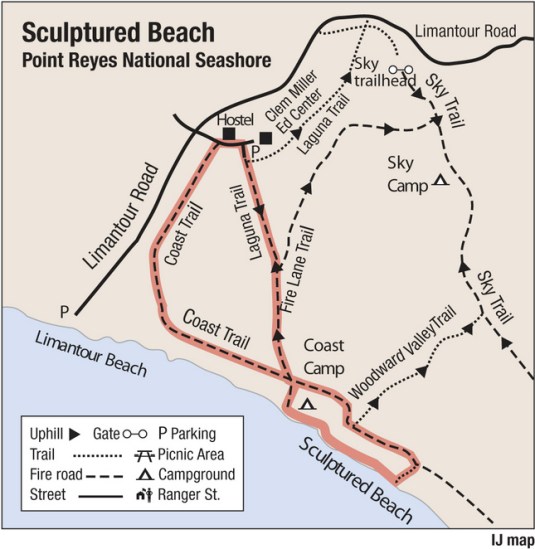 Sculptured Beach
Point Reyes National Seashore
Limantour Road
Sky
trailhead
Sky Trail
Clem Miller
Ed Center
Laguna Trail
Hostel
P
Sky
Camp
Limantour Road
Coast Trail
Laguna Trail
Fire Lane Trail
Sky Trail
P
Coast Trail
Coast
Camp
Woodward Valley Trail
Limantour Beach
Sculptured Beach
Uphill Gate P Parking
Trail Picnic Area
Fire road Campground
Street Ranger St.
IJ map